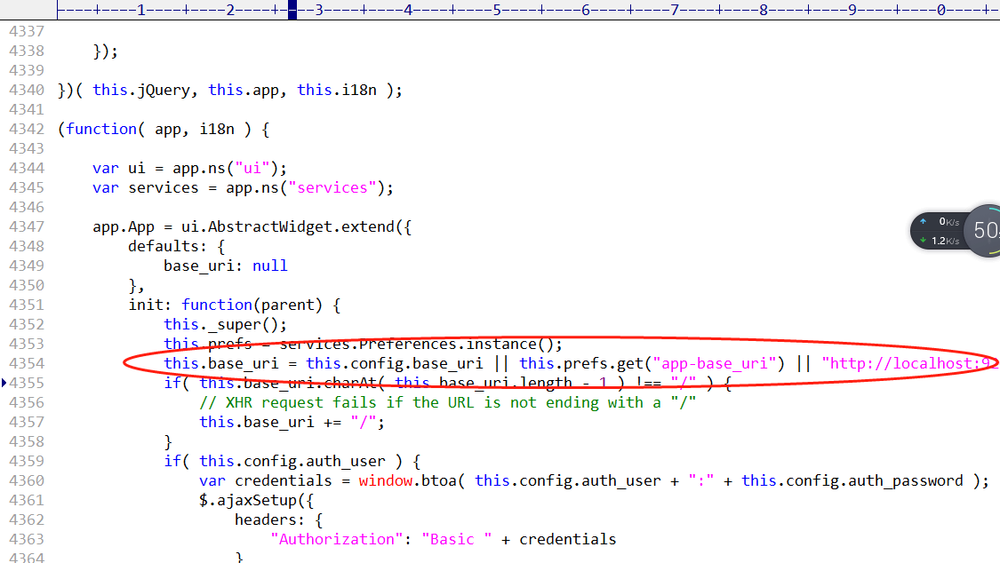 ----+----1----+----2----+----3----+----4----+----5----+----6----+----7----+----8----+----9----+----0----+-
4337
4338     });
4339
4340 })( this.jQuery, this.app, this.i18n );
4341
4342 (function( app, i18n ) {
4343
4344     var ui = app.ns("ui");
4345     var services = app.ns("services");
4346
4347     app.App = ui.AbstractWidget.extend({
4348         defaults: {
4349             base_uri: null
4350         },
4351         init: function(parent) {
4352             this._super();
4353             this.prefs = services.Preferences.instance();
4354             this.base_uri = this.config.base_uri || this.prefs.get("app-base_uri") || "http://localhost:92
4355             if( this.base_uri.charAt( this.base_uri.length - 1 ) !== "/" ) {
4356                 // XHR request fails if the URL is not ending with a "/"
4357                 this.base_uri += "/";
4358             }
4359             if( this.config.auth_user ) {
4360                 var credentials = window.btoa( this.config.auth_user + ":" + this.config.auth_password );
4361                 $.ajaxSetup({
4362                     headers: {
4363                         "Authorization": "Basic " + credentials
4364                     }
0K/s
1.2K/s
50